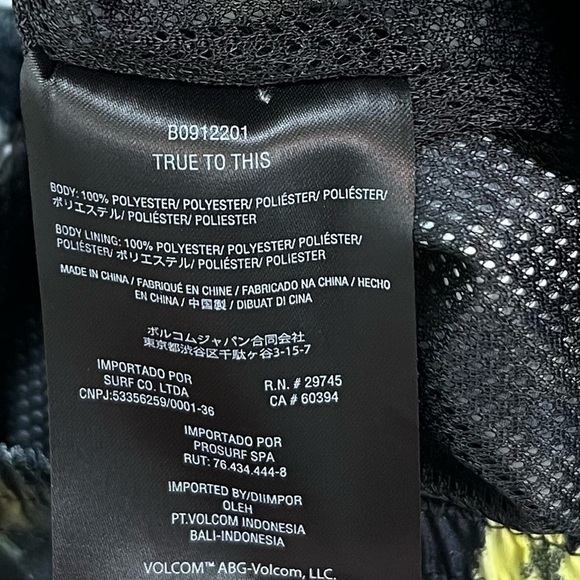 B0912201
TRUE TO THIS
BODY: 100% POLYESTER/ POLYESTER/ POLIÉSTER/ POLIÉSTER/
ポリエステル/ POLIÉSTER/ POLIESTER
BODY LINING: 100% POLYESTER/ POLYESTER/ POLIÉSTER/
POLIÉSTER/ ポリエステル/ POLIÉSTER/ POLIESTER
MADE IN CHINA / FABRIQUÉ EN CHINE / FABRICADO NA CHINA / HECHO
EN CHINA / 中国製 / DIBUAT DI CINA
ボルコムジャパン合同会社
東京都渋谷区千駄ヶ谷3-15-7
IMPORTADO POR
SURF CO. LTDA
CNPJ:53356259/0001-36
R.N. # 29745
CA # 60394
IMPORTADO POR
PROSURF SPA
RUT: 76.434.444-8
IMPORTED BY/DIIMPOR
OLEH
PT.VOLCOM INDONESIA
BALI-INDONESIA
VOLCOM™ ABG-Volcom, LLC.